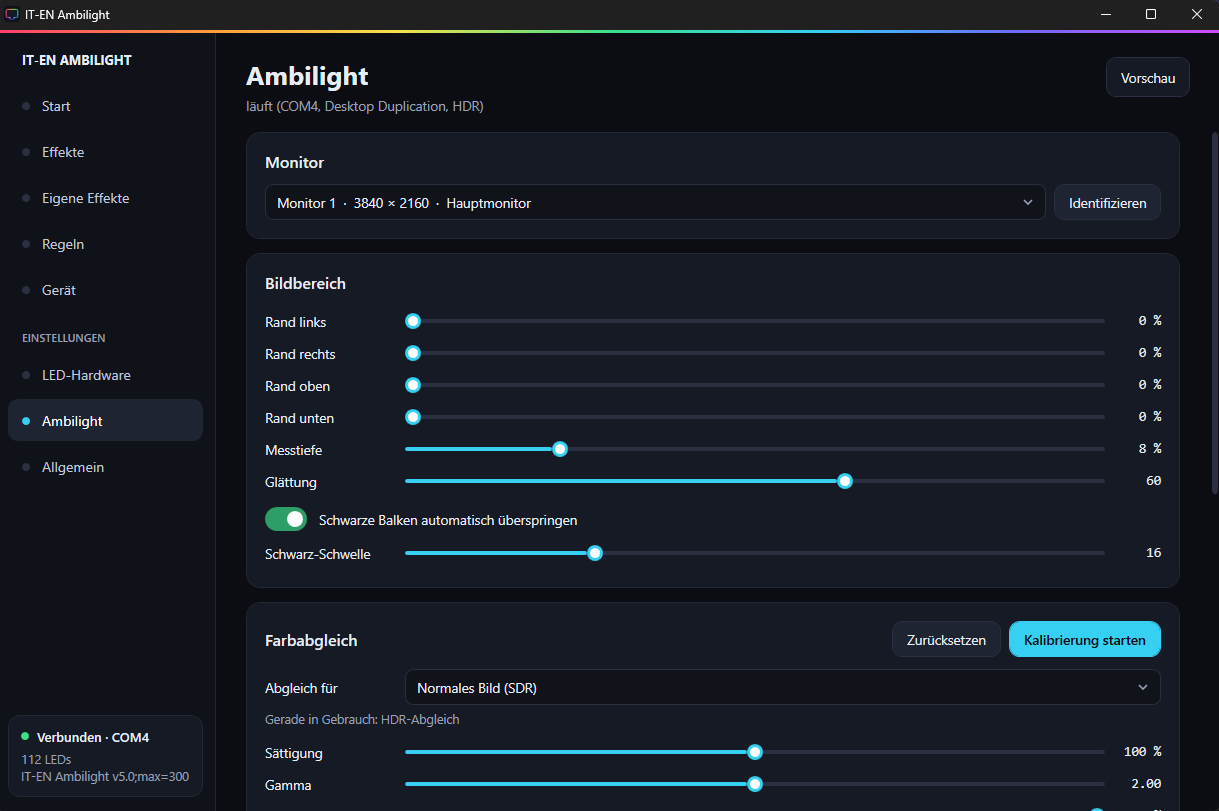 IT-EN Ambilight
IT-EN AMBILIGHT
Start
Effekte
Eigene Effekte
Regeln
Gerät
EINSTELLUNGEN
LED-Hardware
Ambilight
Allgemein
Verbunden · COM4
112 LEDs
IT-EN Ambilight v5.0;max=300
Ambilight
Vorschau
läuft (COM4, Desktop Duplication, HDR)
Monitor
Monitor 1 · 3840 × 2160 · Hauptmonitor
Identifizieren
Bildbereich
Rand links 0 %
Rand rechts 0 %
Rand oben 0 %
Rand unten 0 %
Messtiefe 8 %
Glättung 60
Schwarze Balken automatisch überspringen
Schwarz-Schwelle 16
Farbabgleich
Zurücksetzen
Kalibrierung starten
Abgleich für Normales Bild (SDR)
Gerade in Gebrauch: HDR-Abgleich
Sättigung 100 %
Gamma 2.00